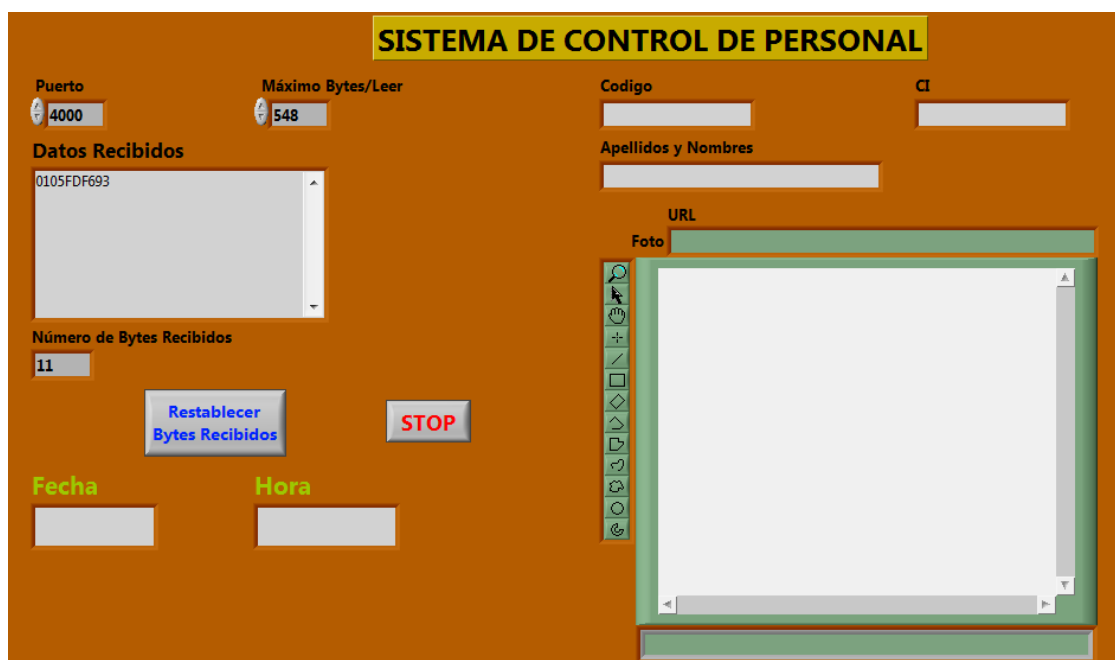 SISTEMA DE CONTROL DE PERSONAL
Puerto
Máximo Bytes/Leer
4000
548
Datos Recibidos
0105FDF693
Número de Bytes Recibidos
11
Restablecer
Bytes Recibidos
STOP
Fecha
Hora
Codigo
CI
Apellidos y Nombres
URL
Foto